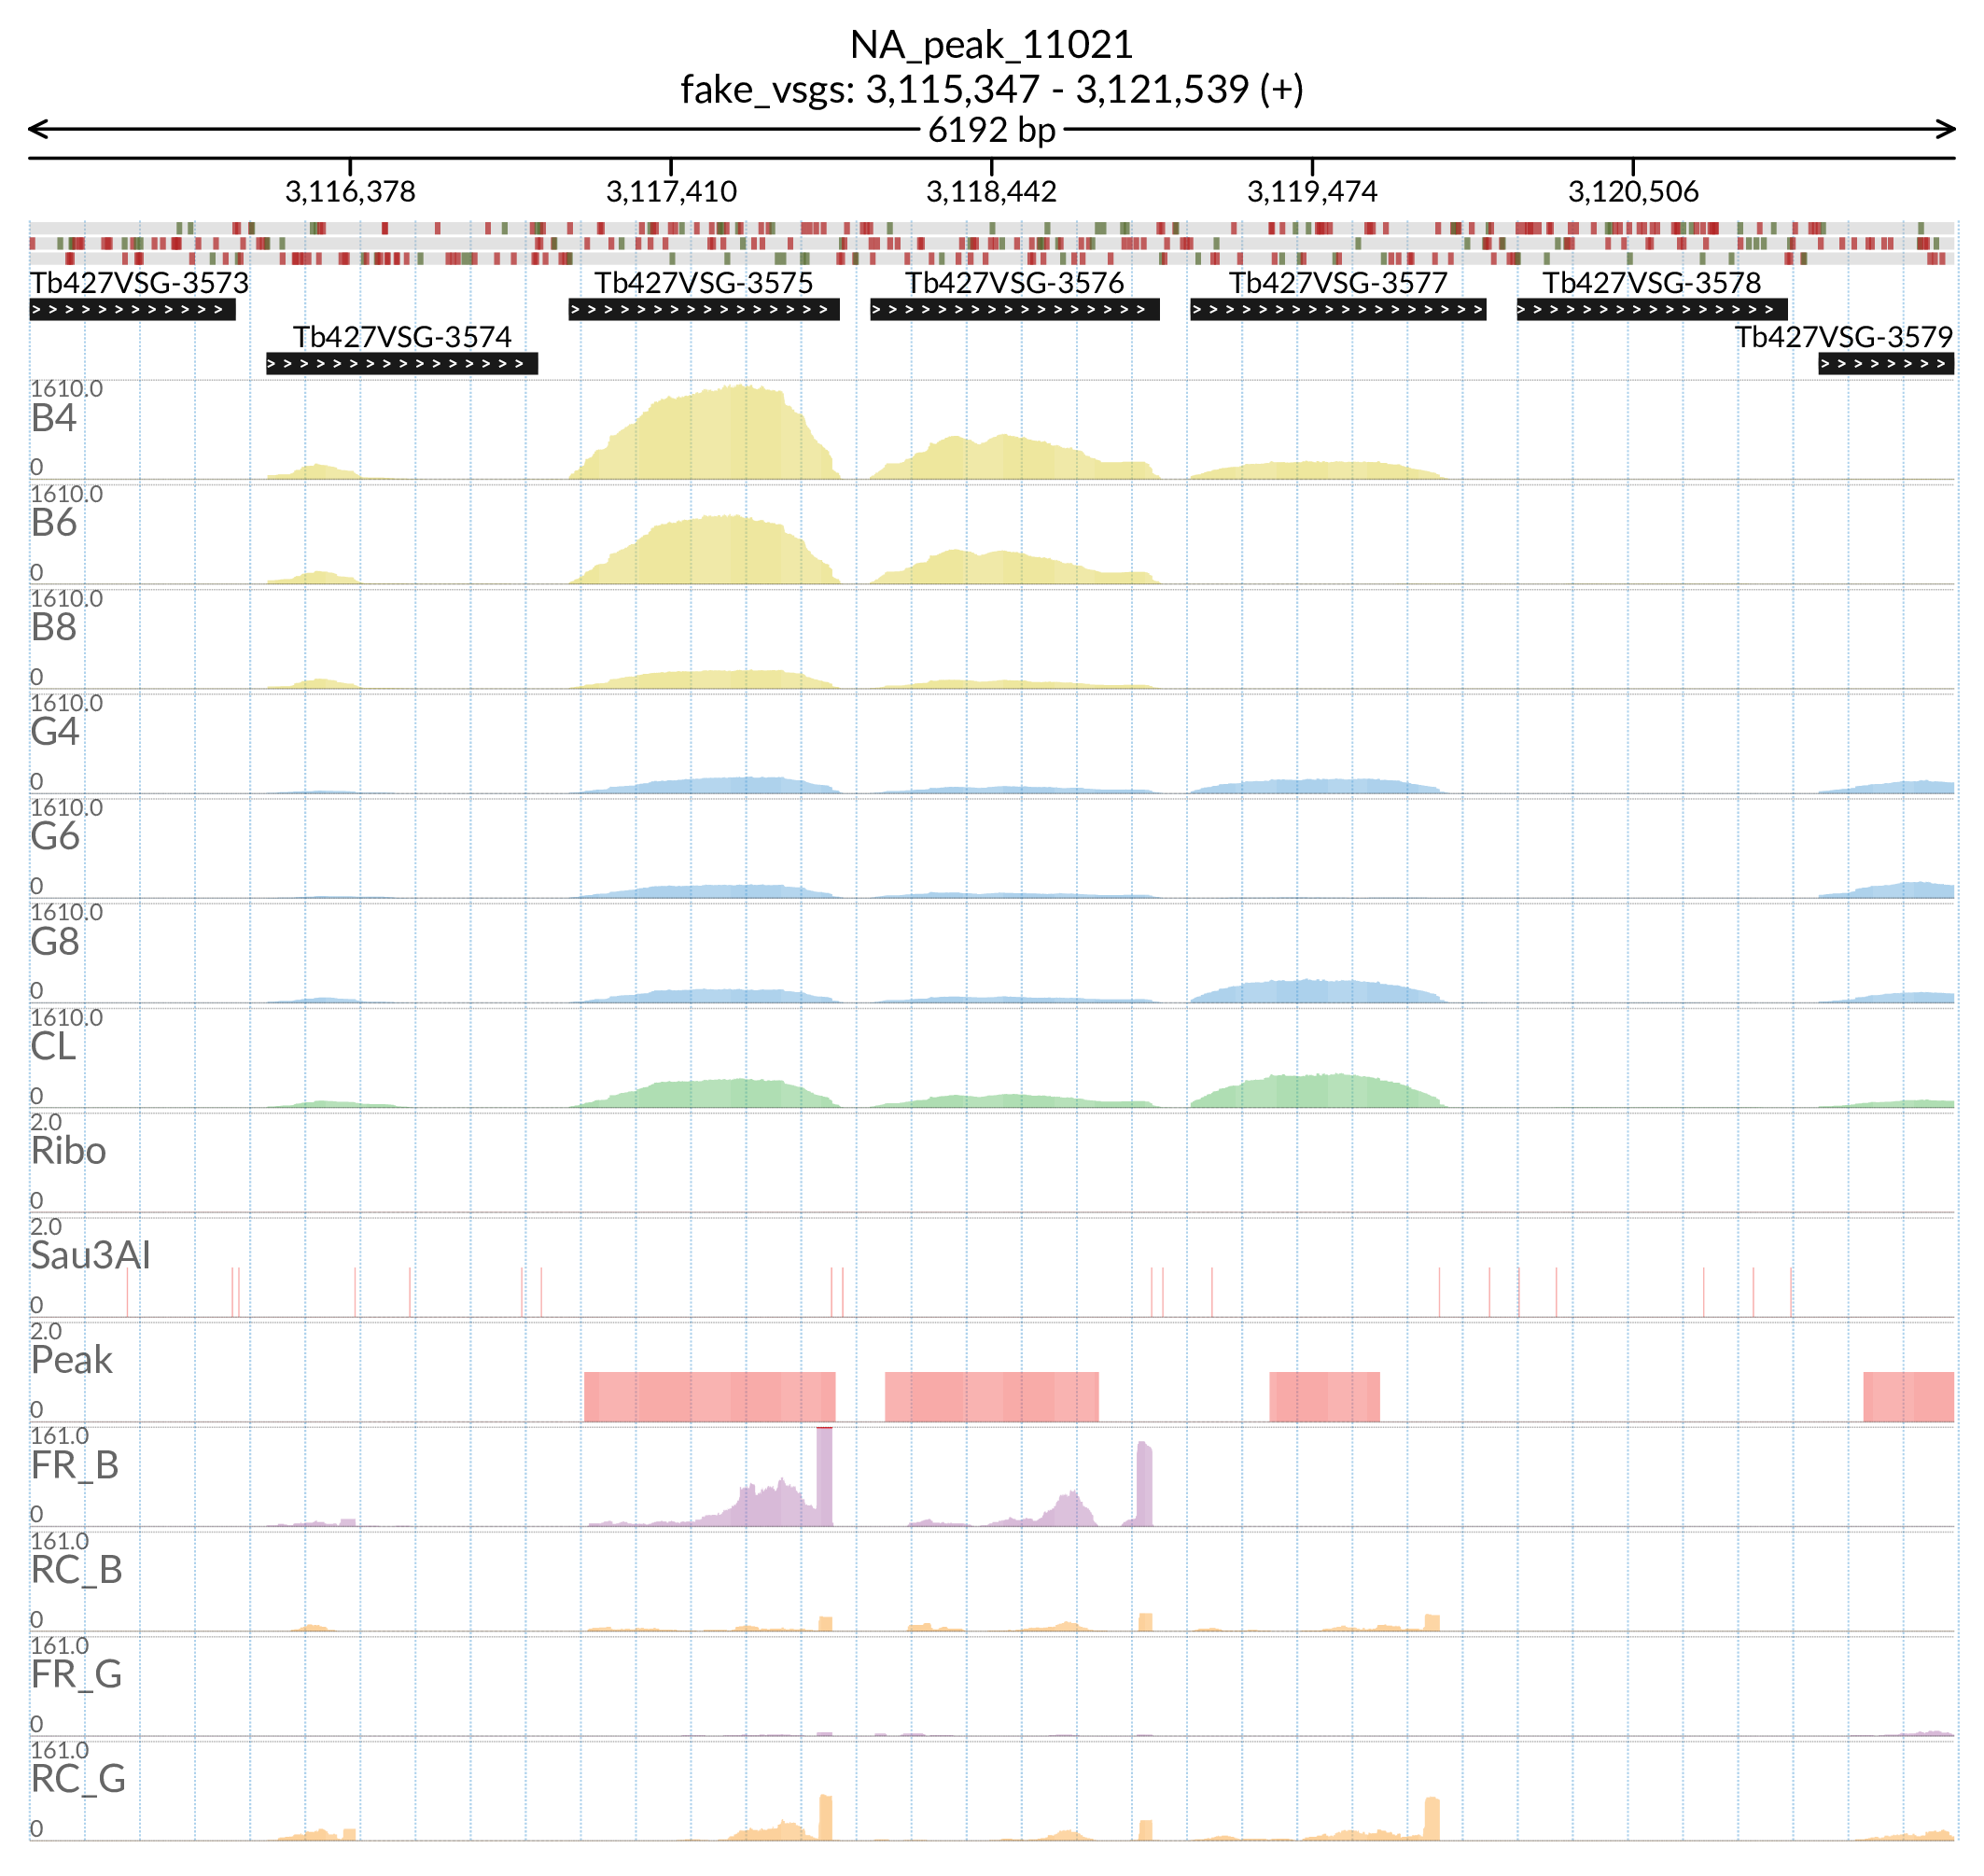 NA_peak_11021
fake_vsgs: 3,115,347 - 3,121,539 (+)
6192 bp
3,116,378 3,117,410 3,118,442 3,119,474 3,120,506
Tb427VSG-3573 Tb427VSG-3575 Tb427VSG-3576 Tb427VSG-3577 Tb427VSG-3578
Tb427VSG-3574 Tb427VSG-3579
1610.0
B4
0
1610.0
B6
0
1610.0
B8
0
1610.0
G4
0
1610.0
G6
0
1610.0
G8
0
1610.0
CL
0
2.0
Ribo
0
2.0
Sau3AI
0
2.0
Peak
0
161.0
FR_B
0
161.0
RC_B
0
161.0
FR_G
0
161.0
RC_G
0